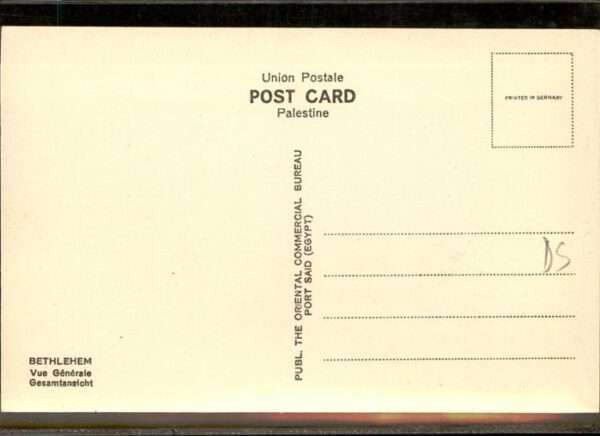 Union Postale
POST CARD
Palestine
PRINTED IN GERMANY
PUBL. THE ORIENTAL COMMERCIAL BUREAU
PORT SAID (EGYPT)
DS
BETHLEHEM
Vue Générale
Gesamtansicht